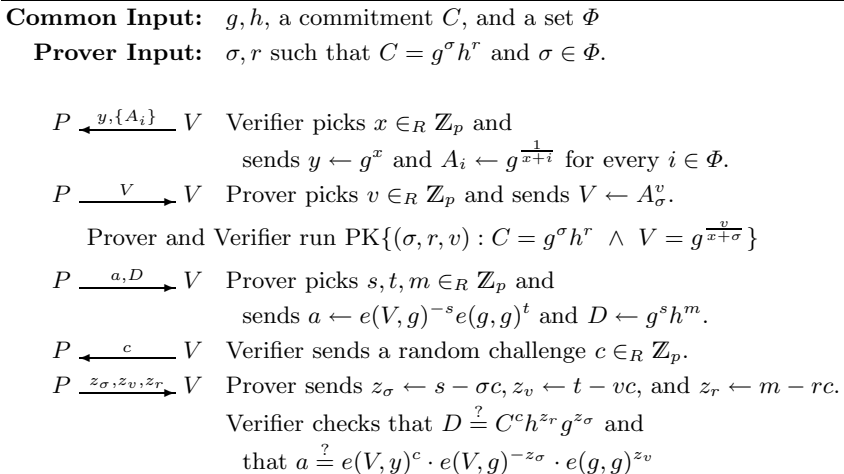 Common Input: g, h, a commitment C, and a set Φ
Prover Input: σ, r such that C = g^σ h^r and σ ∈ Φ.
P ←(y,{A_i}) V Verifier picks x ∈_R ℤ_p and
sends y ← g^x and A_i ← g^{1/(x+i)} for every i ∈ Φ.
P →(V) V Prover picks v ∈_R ℤ_p and sends V ← A_σ^v.
Prover and Verifier run PK{(σ, r, v) : C = g^σ h^r ∧ V = g^{v/(x+σ)}}
P →(a,D) V Prover picks s, t, m ∈_R ℤ_p and
sends a ← e(V, g)^{−s} e(g, g)^t and D ← g^s h^m.
P ←(c) V Verifier sends a random challenge c ∈_R ℤ_p.
P →(z_σ,z_v,z_r) V Prover sends z_σ ← s − σc, z_v ← t − vc, and z_r ← m − rc.
Verifier checks that D ≟ C^c h^{z_r} g^{z_σ} and
that a ≟ e(V, y)^c · e(V, g)^{−z_σ} · e(g, g)^{z_v}